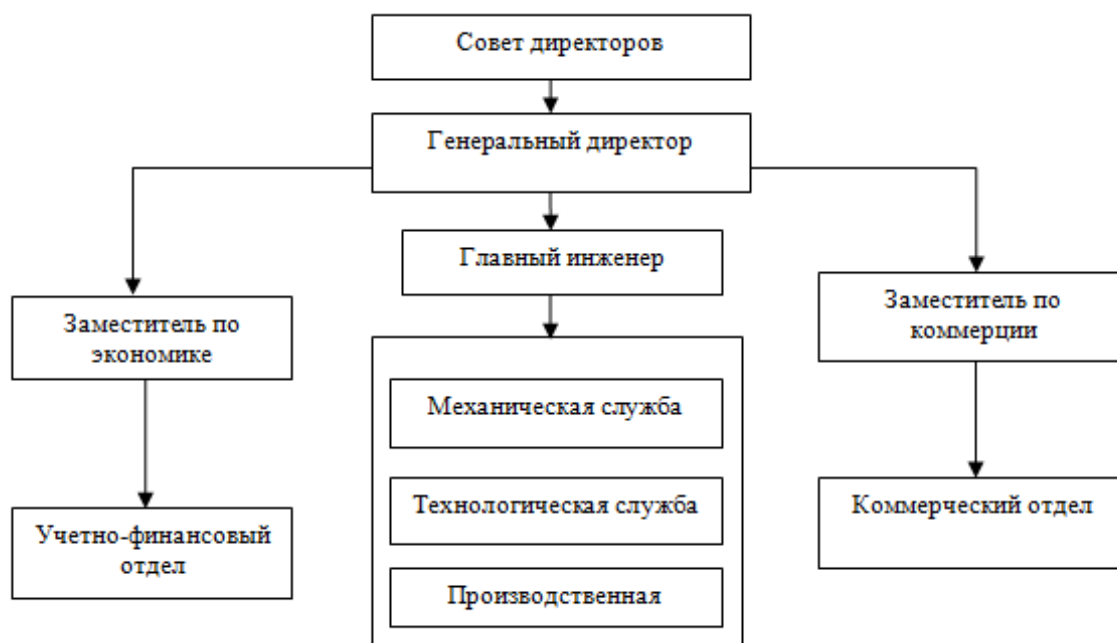 Совет директоров
Генеральный директор
Главный инженер
Заместитель по
экономике
Заместитель по
коммерции
Механическая служба
Технологическая служба
Производственная
Учетно-финансовый
отдел
Коммерческий отдел